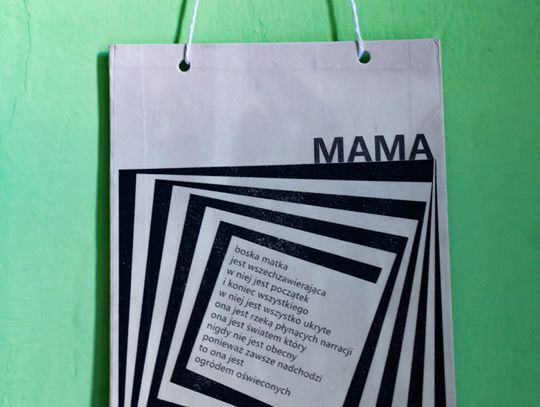 MAMA
boska matka
jest wszechzawierająca
w niej jest początek
i koniec wszystkiego
w niej jest wszystko ukryte
ona jest rzeką płynących narracji
ona jest światem który
nigdy nie jest obecny
ponieważ zawsze nadchodzi
to ona jest
ogródem oświeconych